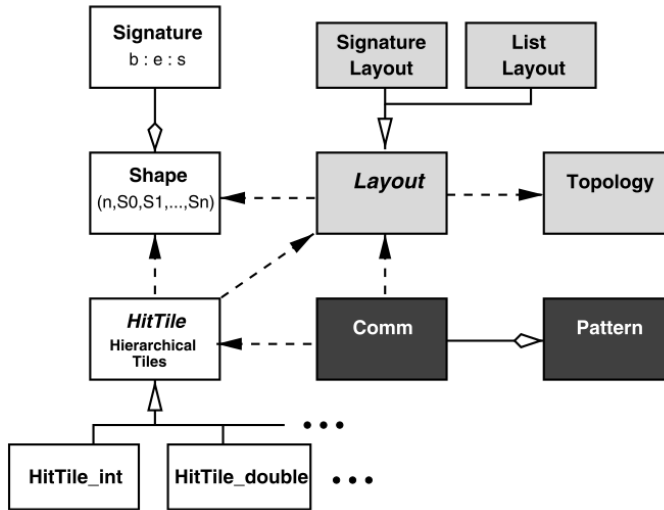 Signature
b : e : s
Signature
Layout
List
Layout
Shape
(n,S0,S1,...,Sn)
Layout
Topology
HitTile
Hierarchical
Tiles
Comm
Pattern
HitTile_int
HitTile_double